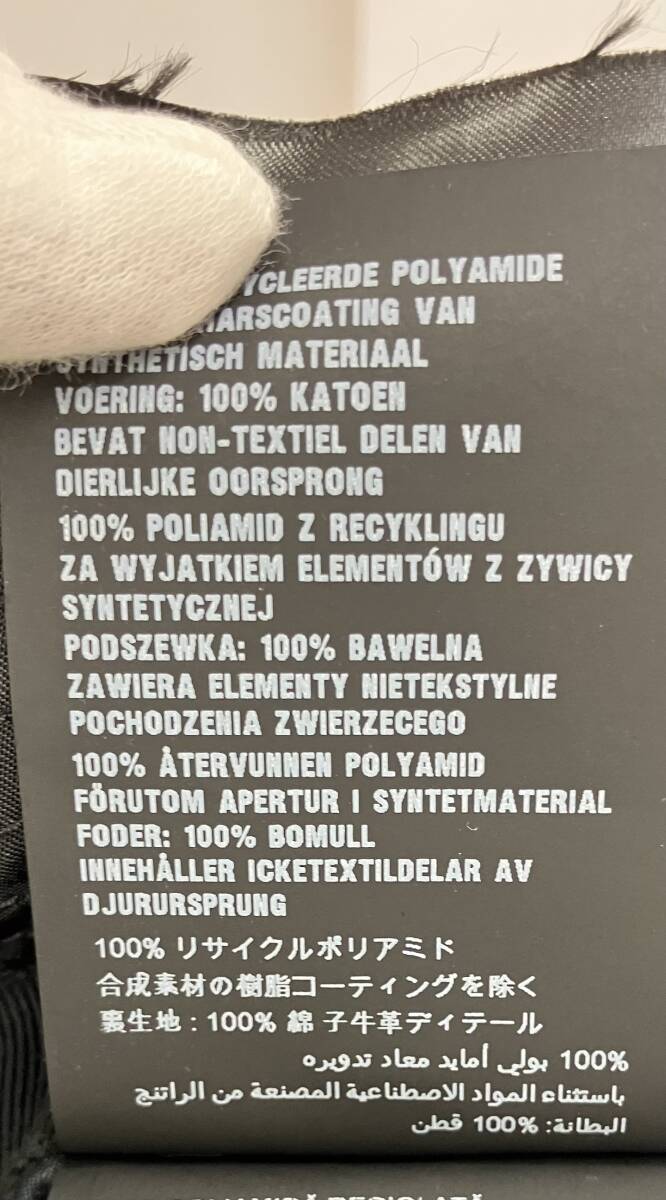 POLYAMIDE
VAN
SYNTHETISCH MATERIAAL
VOERING: 100% KATOEN
BEVAT NON-TEXTIEL DELEN VAN
DIERLIJKE OORSPRONG
100% POLIAMID Z RECYKLINGU
ZA WYJATKIEM ELEMENTÓW Z ZYWICY
SYNTETYCZNEJ
PODSZEWKA: 100% BAWELNA
ZAWIERA ELEMENTY NIETEKSTYLNE
POCHODZENIA ZWIERZECEGO
100% ÅTERVUNNEN POLYAMID
FÖRUTOM APERTUR I SYNTETMATERIAL
FODER: 100% BOMULL
INNEHÅLLER ICKETEXTILDELAR AV
DJURURSPRUNG
100% リサイクルポリアミド
合成素材の樹脂コーティングを除く
裏生地 : 100% 綿 子牛革ディテール
100% بولي أمايد معاد تدويره
باستثناء المواد الاصطناعية المصنعة من الراتنج
البطانة: 100% قطن